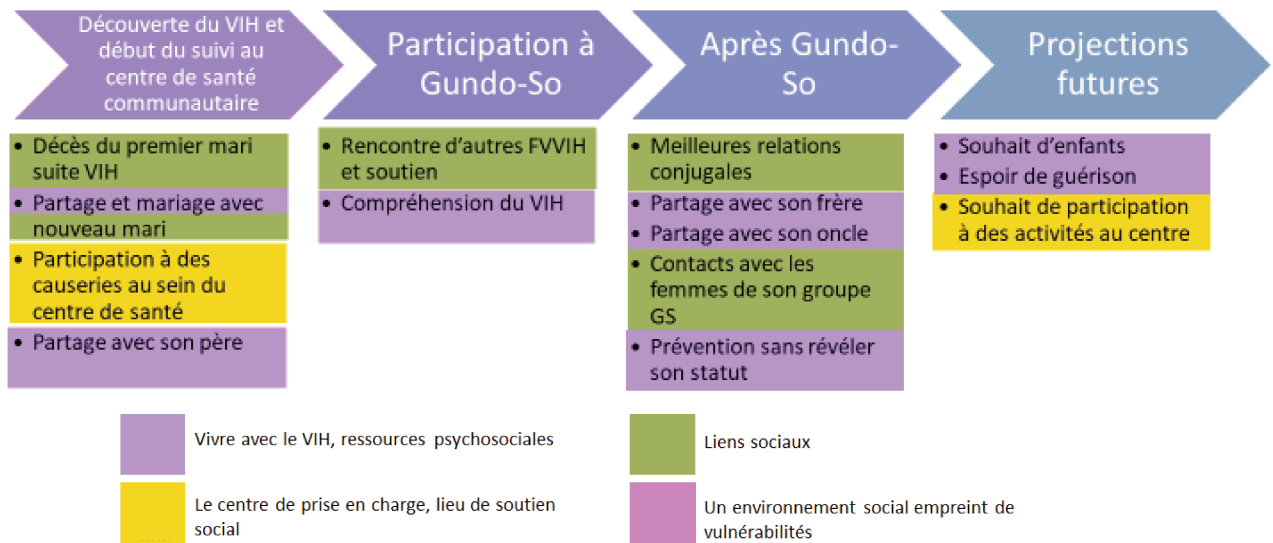 Découverte du VIH et
début du suivi au
centre de santé
communautaire
Participation à
Gundo-So
Après Gundo-
So
Projections
futures
• Décès du premier mari
suite VIH
• Partage et mariage avec
nouveau mari
• Participation à des
causeries au sein du
centre de santé
• Partage avec son père
• Rencontre d'autres FVVIH
et soutien
• Compréhension du VIH
• Meilleures relations
conjugales
• Partage avec son frère
• Partage avec son oncle
• Contacts avec les
femmes de son groupe
GS
• Prévention sans révéler
son statut
• Souhait d'enfants
• Espoir de guérison
• Souhait de participation
à des activités au centre
Vivre avec le VIH, ressources psychosociales
Liens sociaux
Le centre de prise en charge, lieu de soutien
social
Un environnement social empreint de
vulnérabilités